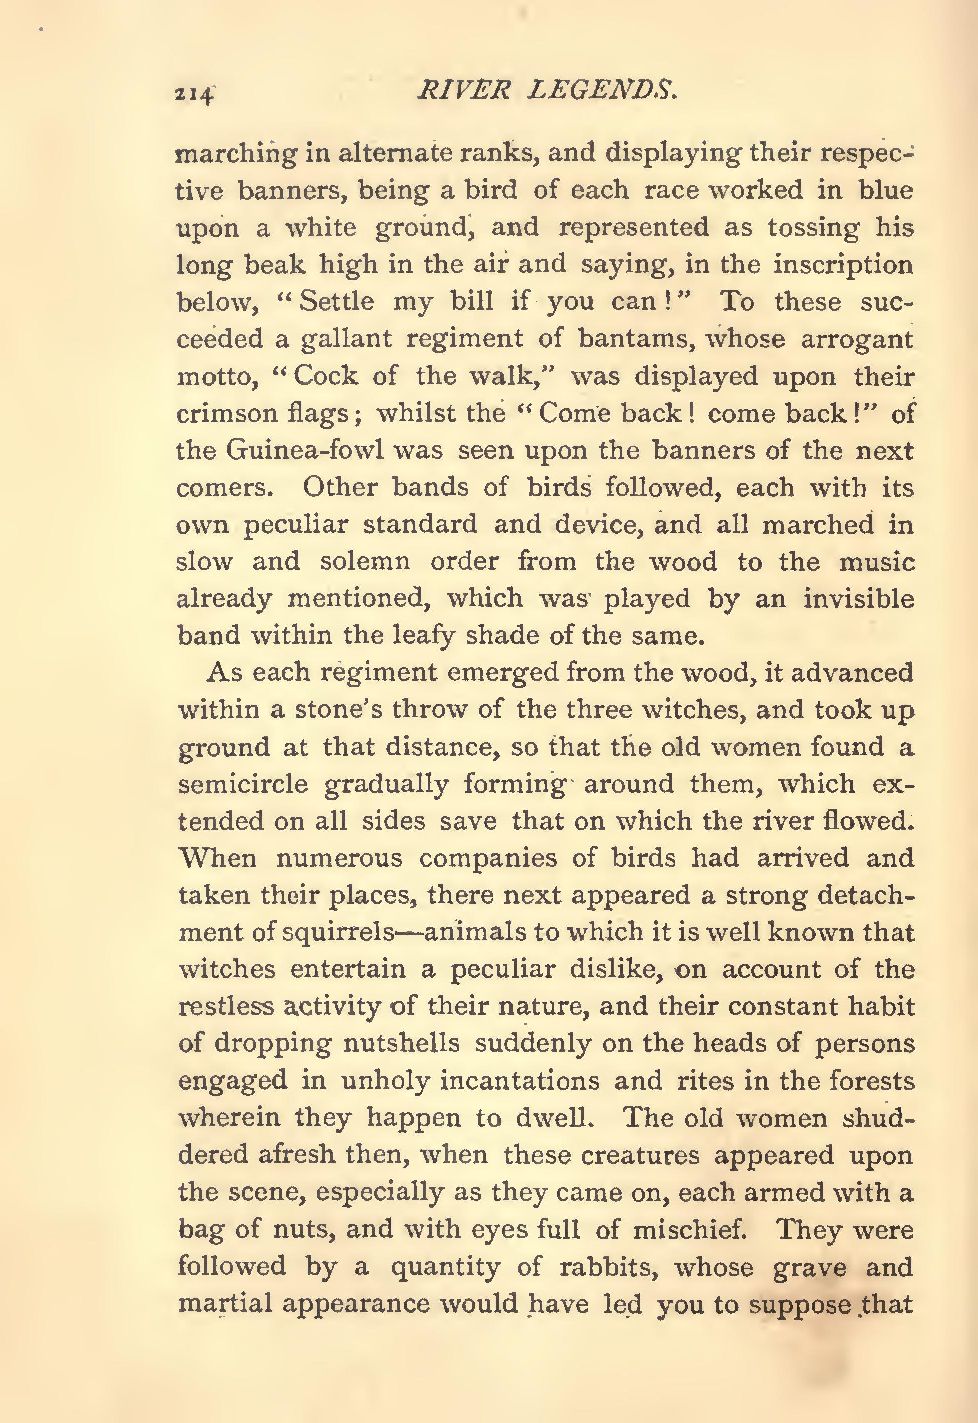 214 RIVER LEGENDS.
marching in alternate ranks, and displaying their respec-
tive banners, being a bird of each race worked in blue
upon a white ground, and represented as tossing his
long beak high in the air and saying, in the inscription
below, “ Settle my bill if you can ! ” To these suc-
ceeded a gallant regiment of bantams, whose arrogant
motto, “ Cock of the walk,” was displayed upon their
crimson flags ; whilst the “ Come back ! come back !” of
the Guinea-fowl was seen upon the banners of the next
comers. Other bands of birds followed, each with its
own peculiar standard and device, and all marched in
slow and solemn order from the wood to the music
already mentioned, which was played by an invisible
band within the leafy shade of the same.
As each regiment emerged from the wood, it advanced
within a stone's throw of the three witches, and took up
ground at that distance, so that the old women found a
semicircle gradually forming around them, which ex-
tended on all sides save that on which the river flowed.
When numerous companies of birds had arrived and
taken their places, there next appeared a strong detach-
ment of squirrels—animals to which it is well known that
witches entertain a peculiar dislike, on account of the
restless activity of their nature, and their constant habit
of dropping nutshells suddenly on the heads of persons
engaged in unholy incantations and rites in the forests
wherein they happen to dwell. The old women shud-
dered afresh then, when these creatures appeared upon
the scene, especially as they came on, each armed with a
bag of nuts, and with eyes full of mischief. They were
followed by a quantity of rabbits, whose grave and
martial appearance would have led you to suppose that